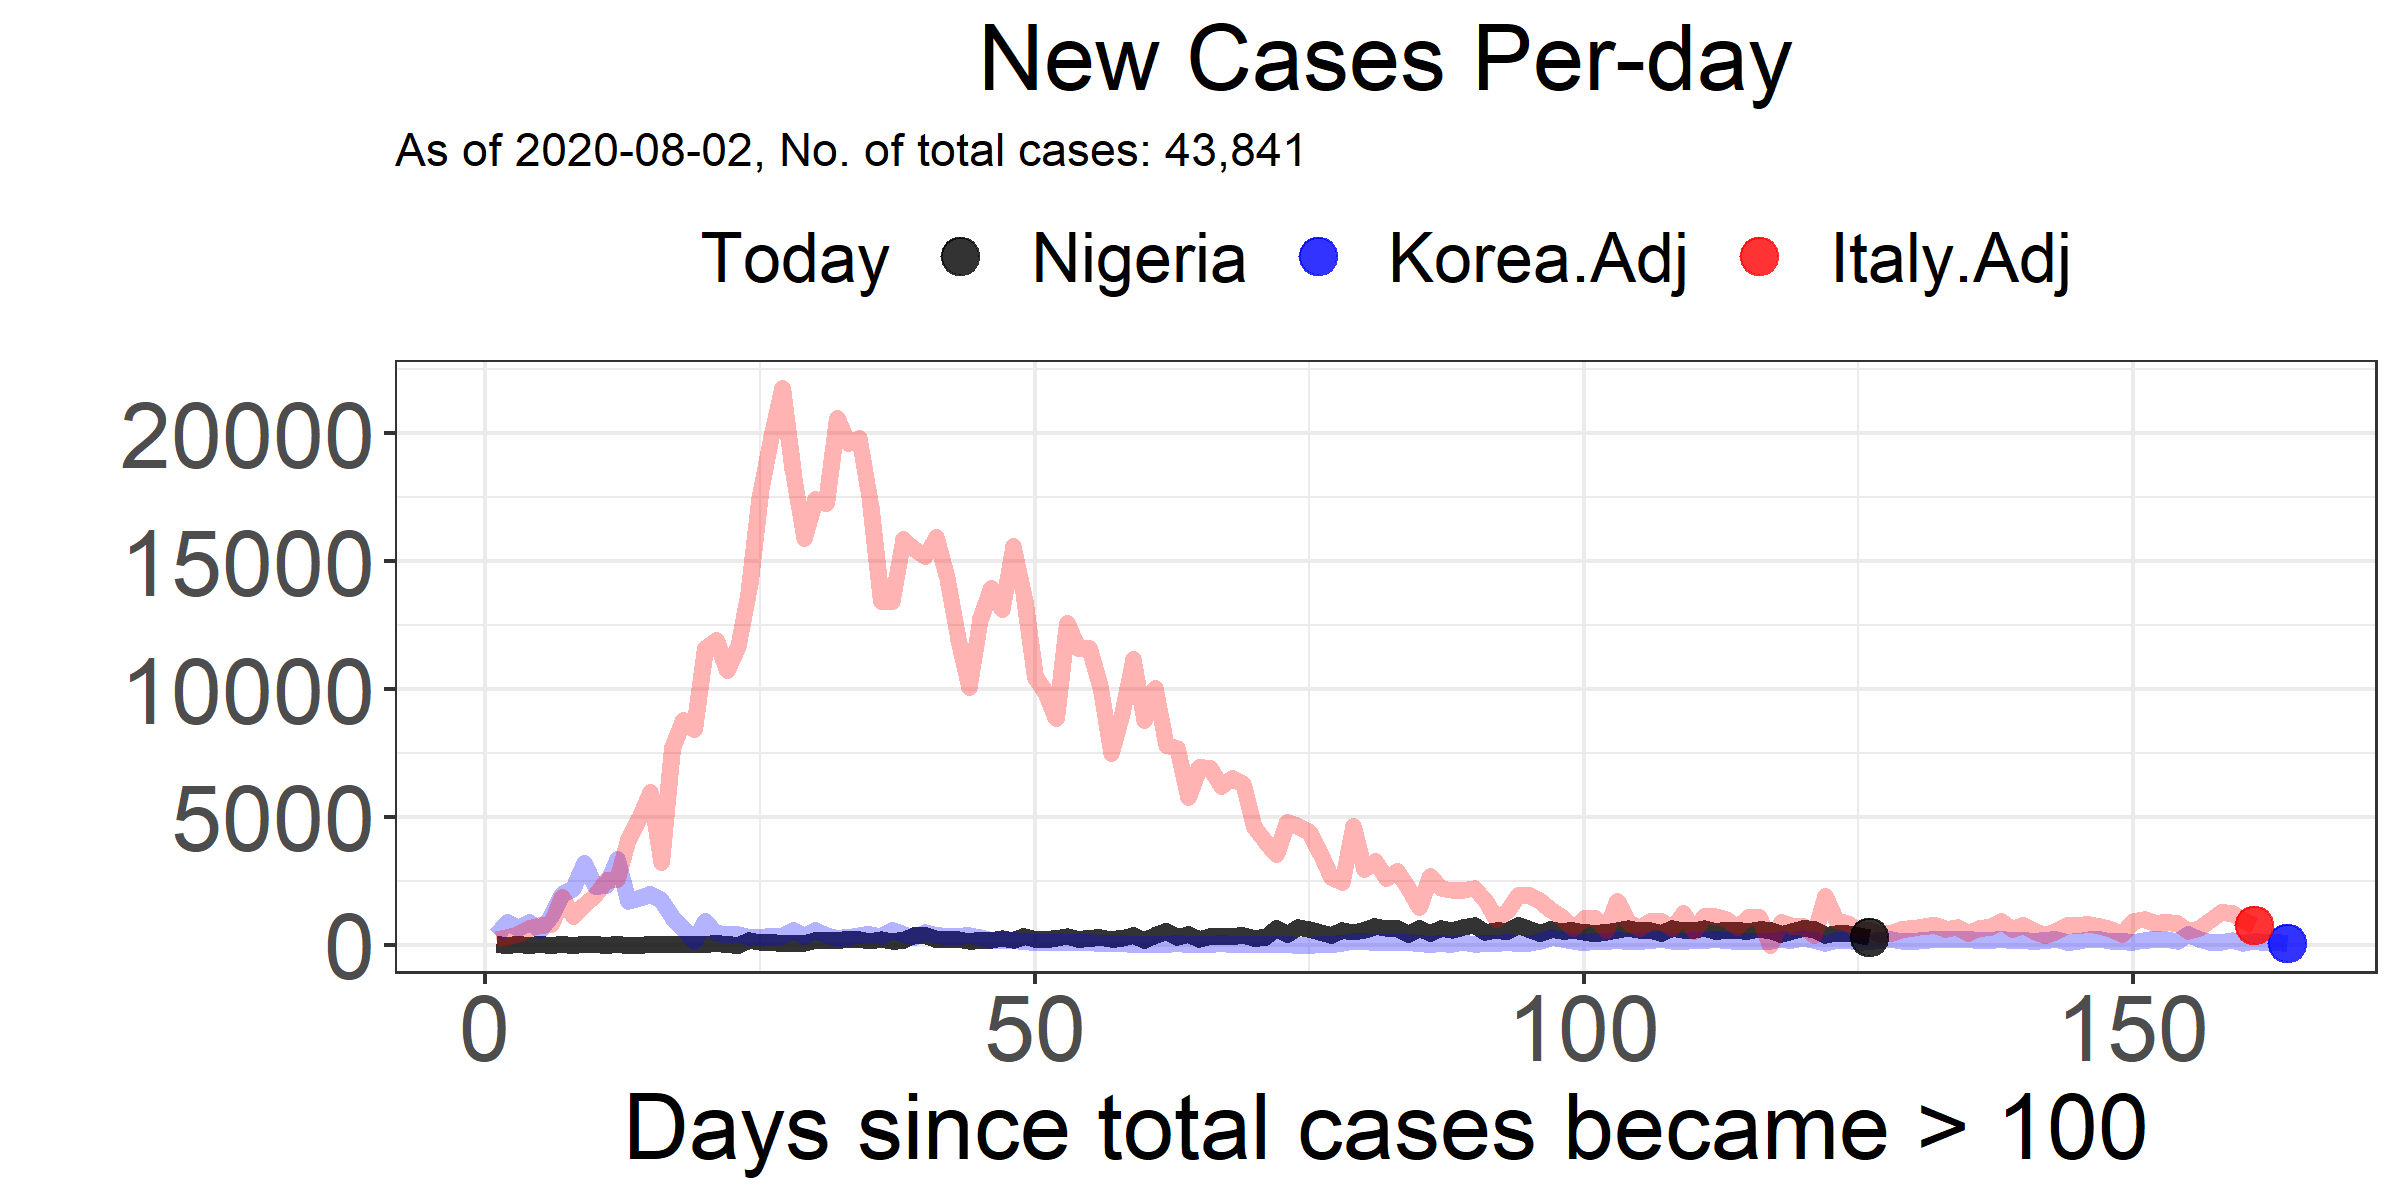 New Cases Per-day
As of 2020-08-02, No. of total cases: 43,841
Today Nigeria Korea.Adj Italy.Adj
20000
15000
10000
5000
0
0 50 100 150
Days since total cases became > 100